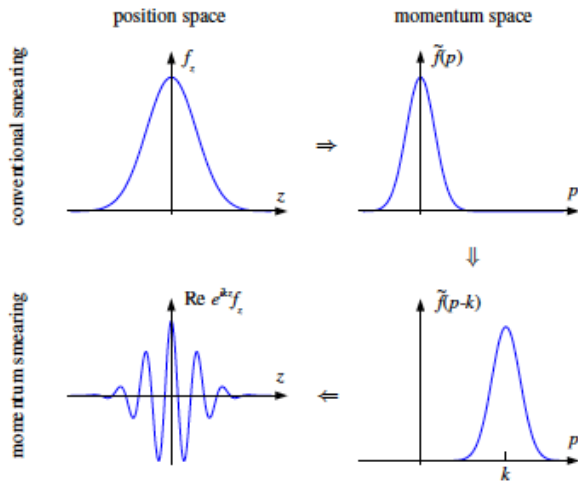 position space
momentum space
conventional smearing
f_z
z
⇒
f̃(p)
p
⇓
momentum smearing
Re e^{ikz}f_z
z
⇐
f̃(p-k)
p
k